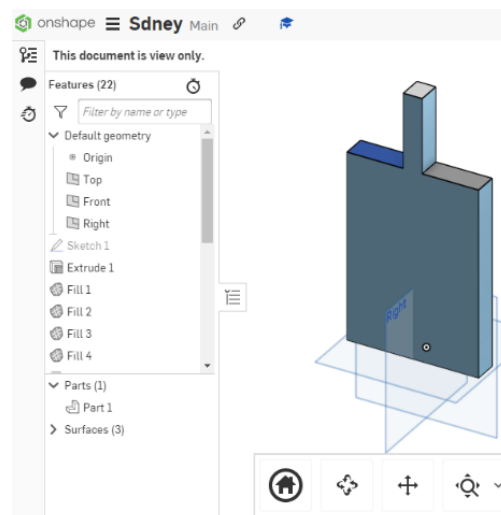 onshape Sdney Main
This document is view only.
Features (22)
Filter by name or type
Default geometry
Origin
Top
Front
Right
Sketch 1
Extrude 1
Fill 1
Fill 2
Fill 3
Fill 4
Parts (1)
Part 1
Surfaces (3)
Right